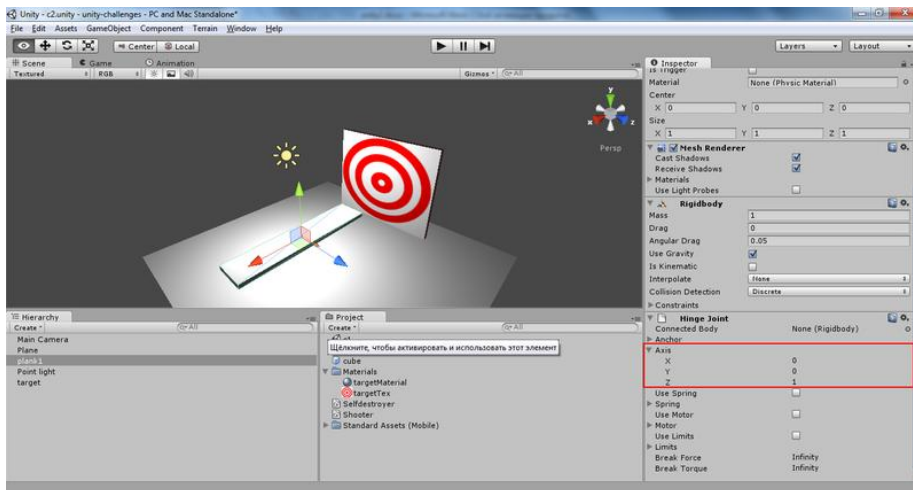 Unity - c2.unity - unity-challenges - PC and Mac Standalone*
File Edit Assets GameObject Component Terrain Window Help
Center Local Layers Layout
Scene Game Animation
Textured RGB Gizmos All
y
x z
Persp
Hierarchy
Create All
Main Camera
Plane
plank1
Point light
target
Project
Create All
Щёлкните, чтобы активировать и использовать этот элемент
cube
Materials
targetMaterial
targetTex
Selfdestroyer
Shooter
Standard Assets (Mobile)
Inspector
Is Trigger
Material None (Physic Material)
Center
X 0 Y 0 Z 0
Size
X 1 Y 1 Z 1
Mesh Renderer
Cast Shadows
Receive Shadows
Materials
Use Light Probes
Rigidbody
Mass 1
Drag 0
Angular Drag 0.05
Use Gravity
Is Kinematic
Interpolate None
Collision Detection Discrete
Constraints
Hinge Joint
Connected Body None (Rigidbody)
Anchor
Axis
X 0
Y 0
Z 1
Use Spring
Spring
Use Motor
Motor
Use Limits
Limits
Break Force Infinity
Break Torque Infinity